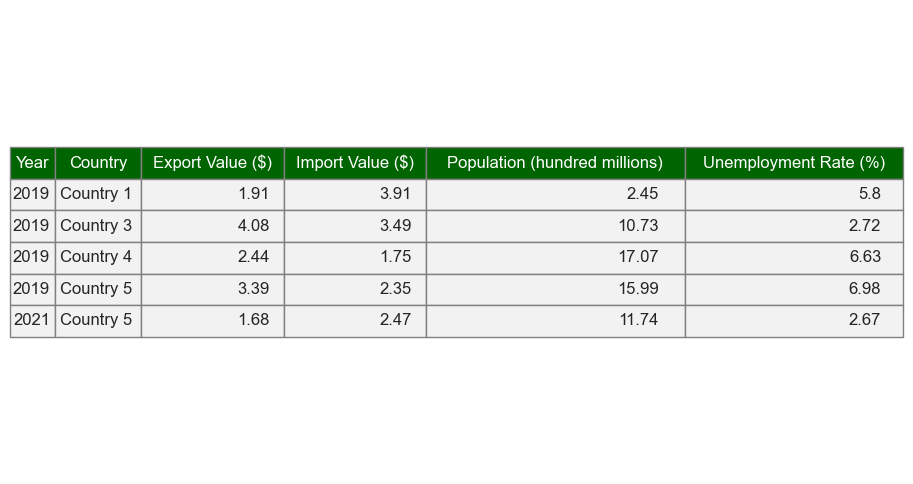 Year Country Export Value ($) Import Value ($) Population (hundred millions) Unemployment Rate (%)
2019 Country 1 1.91 3.91 2.45 5.8
2019 Country 3 4.08 3.49 10.73 2.72
2019 Country 4 2.44 1.75 17.07 6.63
2019 Country 5 3.39 2.35 15.99 6.98
2021 Country 5 1.68 2.47 11.74 2.67